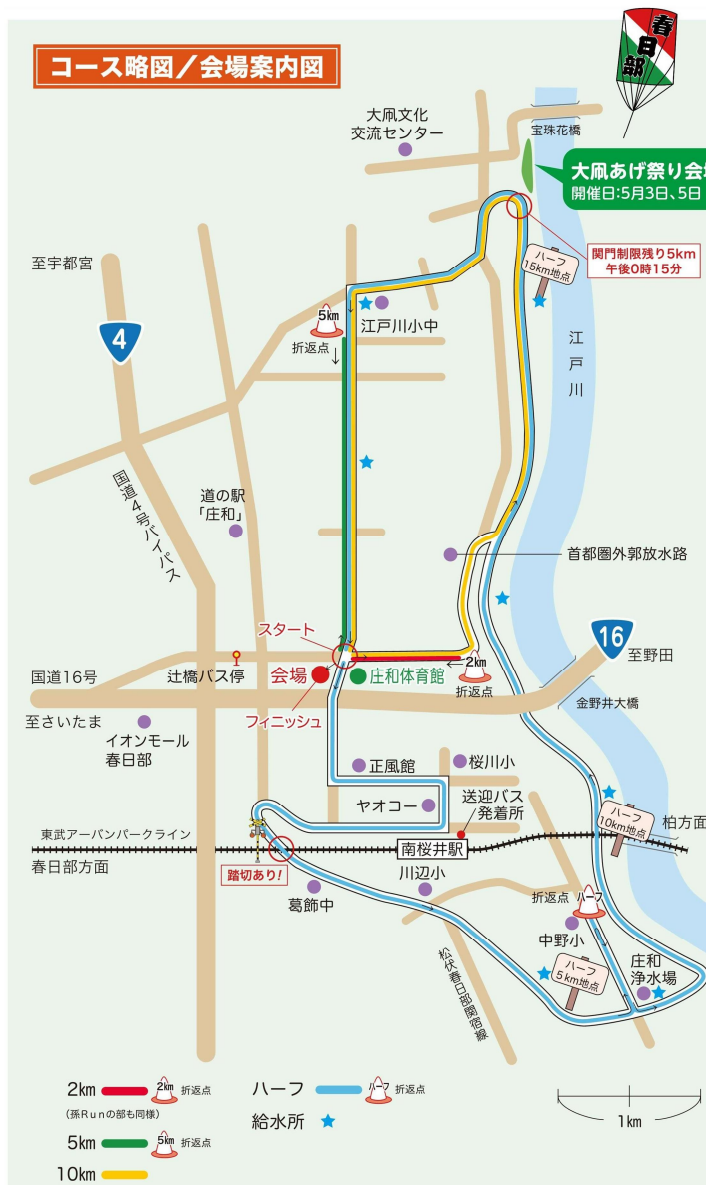 コース略図／会場案内図
春日部
大凧文化
交流センター
宝珠花橋
大凧あげ祭り会場
開催日:5月3日、5日
至宇都宮
関門制限残り5km
午後0時15分
ハーフ
15km地点
4
5km
折返点
江戸川小中
江戸川
国道4号バイパス
道の駅
「庄和」
首都圏外郭放水路
スタート
16
至野田
国道16号
辻橋バス停
会場
庄和体育館
2km
折返点
金野井大橋
至さいたま
フィニッシュ
イオンモール
春日部
正風館
桜川小
ヤオコー
送迎バス
発着所
東武アーバンパークライン
ハーフ
10km地点
柏方面
春日部方面
南桜井駅
踏切あり!
川辺小
葛飾中
折返点
ハーフ
中野小
松伏春日部関宿線
ハーフ
5km地点
庄和
浄水場
2km
2km
折返点
(孫Runの部も同様)
5km
5km
折返点
10km
ハーフ
ハーフ
折返点
給水所
1km